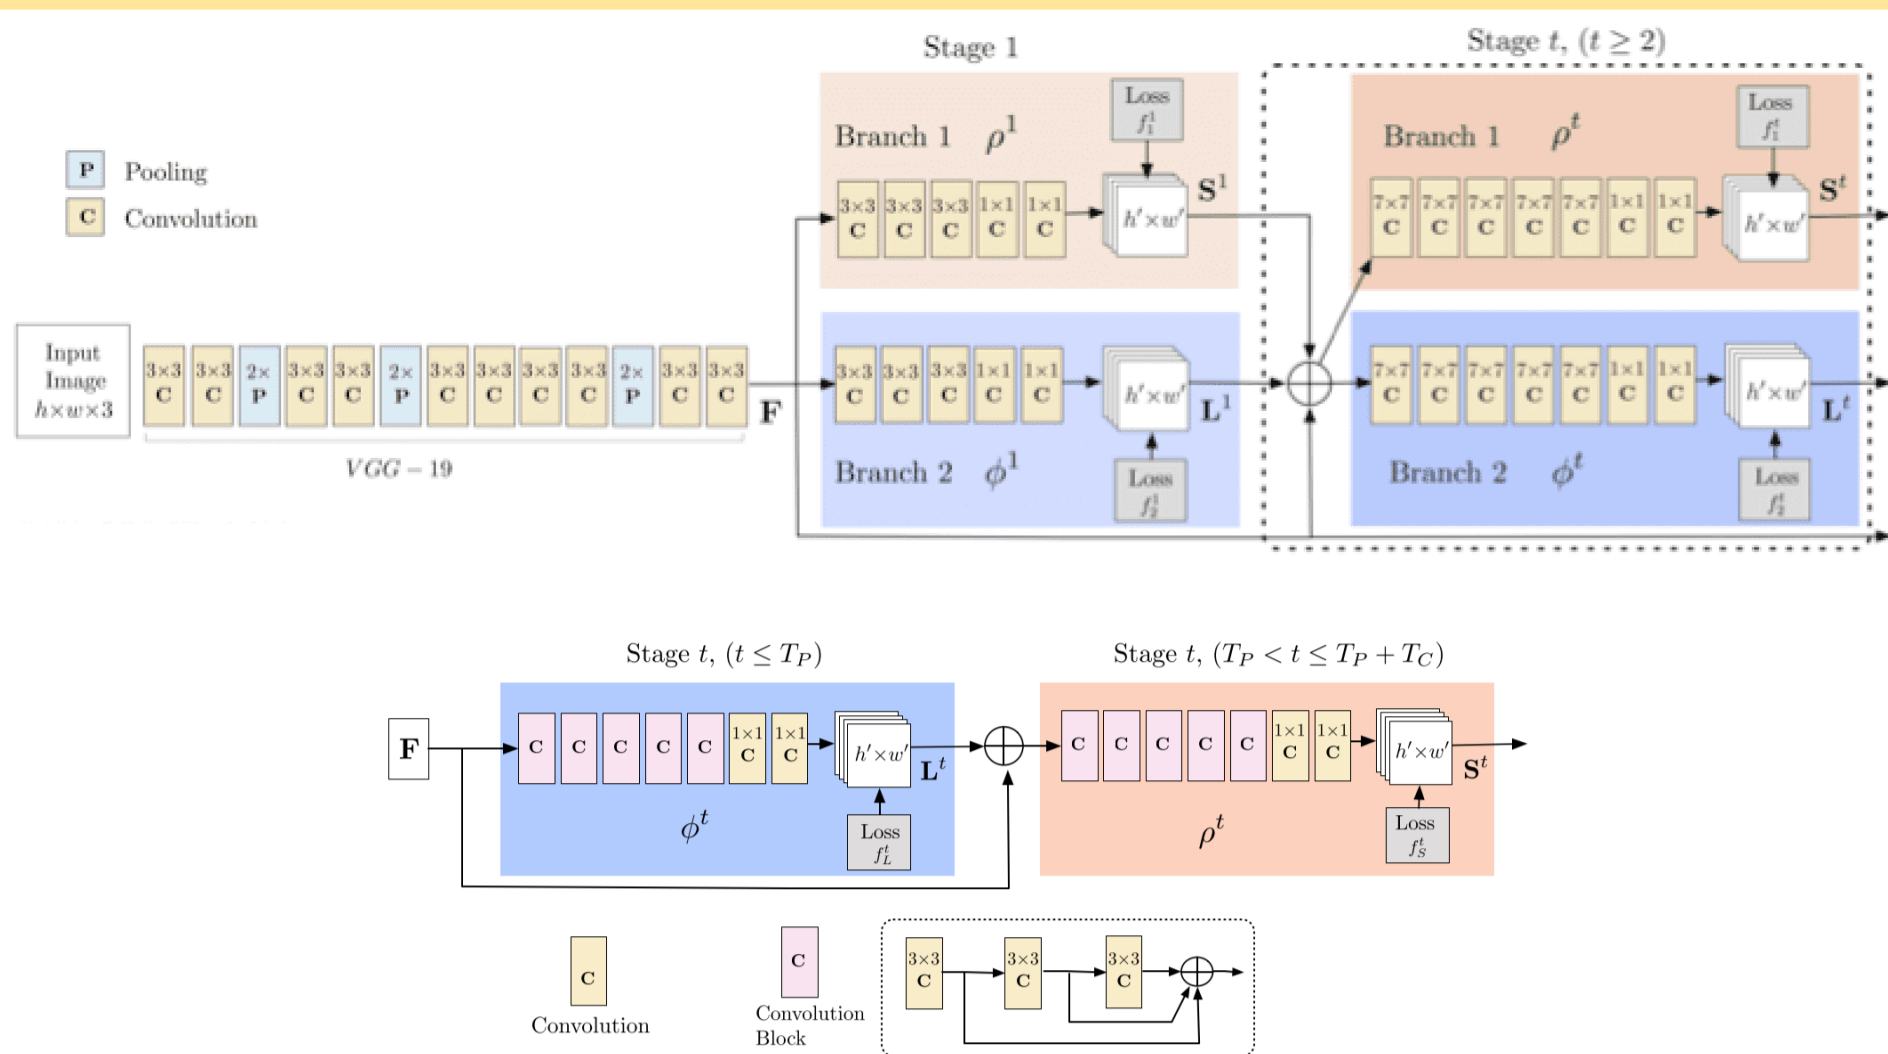 Stage 1
Stage t, (t ≥ 2)
Loss
f₁¹
Loss
f₁ᵗ
Branch 1 ρ¹
Branch 1 ρᵗ
P Pooling
C Convolution
3×3 3×3 3×3 1×1 1×1
C C C C C
h′×w′
S¹
7×7 7×7 7×7 7×7 7×7 1×1 1×1
C C C C C C C
h′×w′
Sᵗ
Input
Image
h×w×3
3×3 3×3 2× 3×3 3×3 2× 3×3 3×3 3×3 3×3 2× 3×3 3×3
C C P C C P C C C C P C C
F
3×3 3×3 3×3 1×1 1×1
C C C C C
h′×w′
L¹
7×7 7×7 7×7 7×7 7×7 1×1 1×1
C C C C C C C
h′×w′
Lᵗ
VGG − 19
Branch 2 φ¹
Loss
f₂¹
Branch 2 φᵗ
Loss
f₂ᵗ
Stage t, (t ≤ T_P)
Stage t, (T_P < t ≤ T_P + T_C)
F
C C C C C 1×1 1×1
C C
h′×w′
Lᵗ
C C C C C 1×1 1×1
C C
h′×w′
Sᵗ
φᵗ
Loss
f_Lᵗ
ρᵗ
Loss
f_Sᵗ
C
Convolution
C
Convolution
Block
3×3 3×3 3×3
C C C